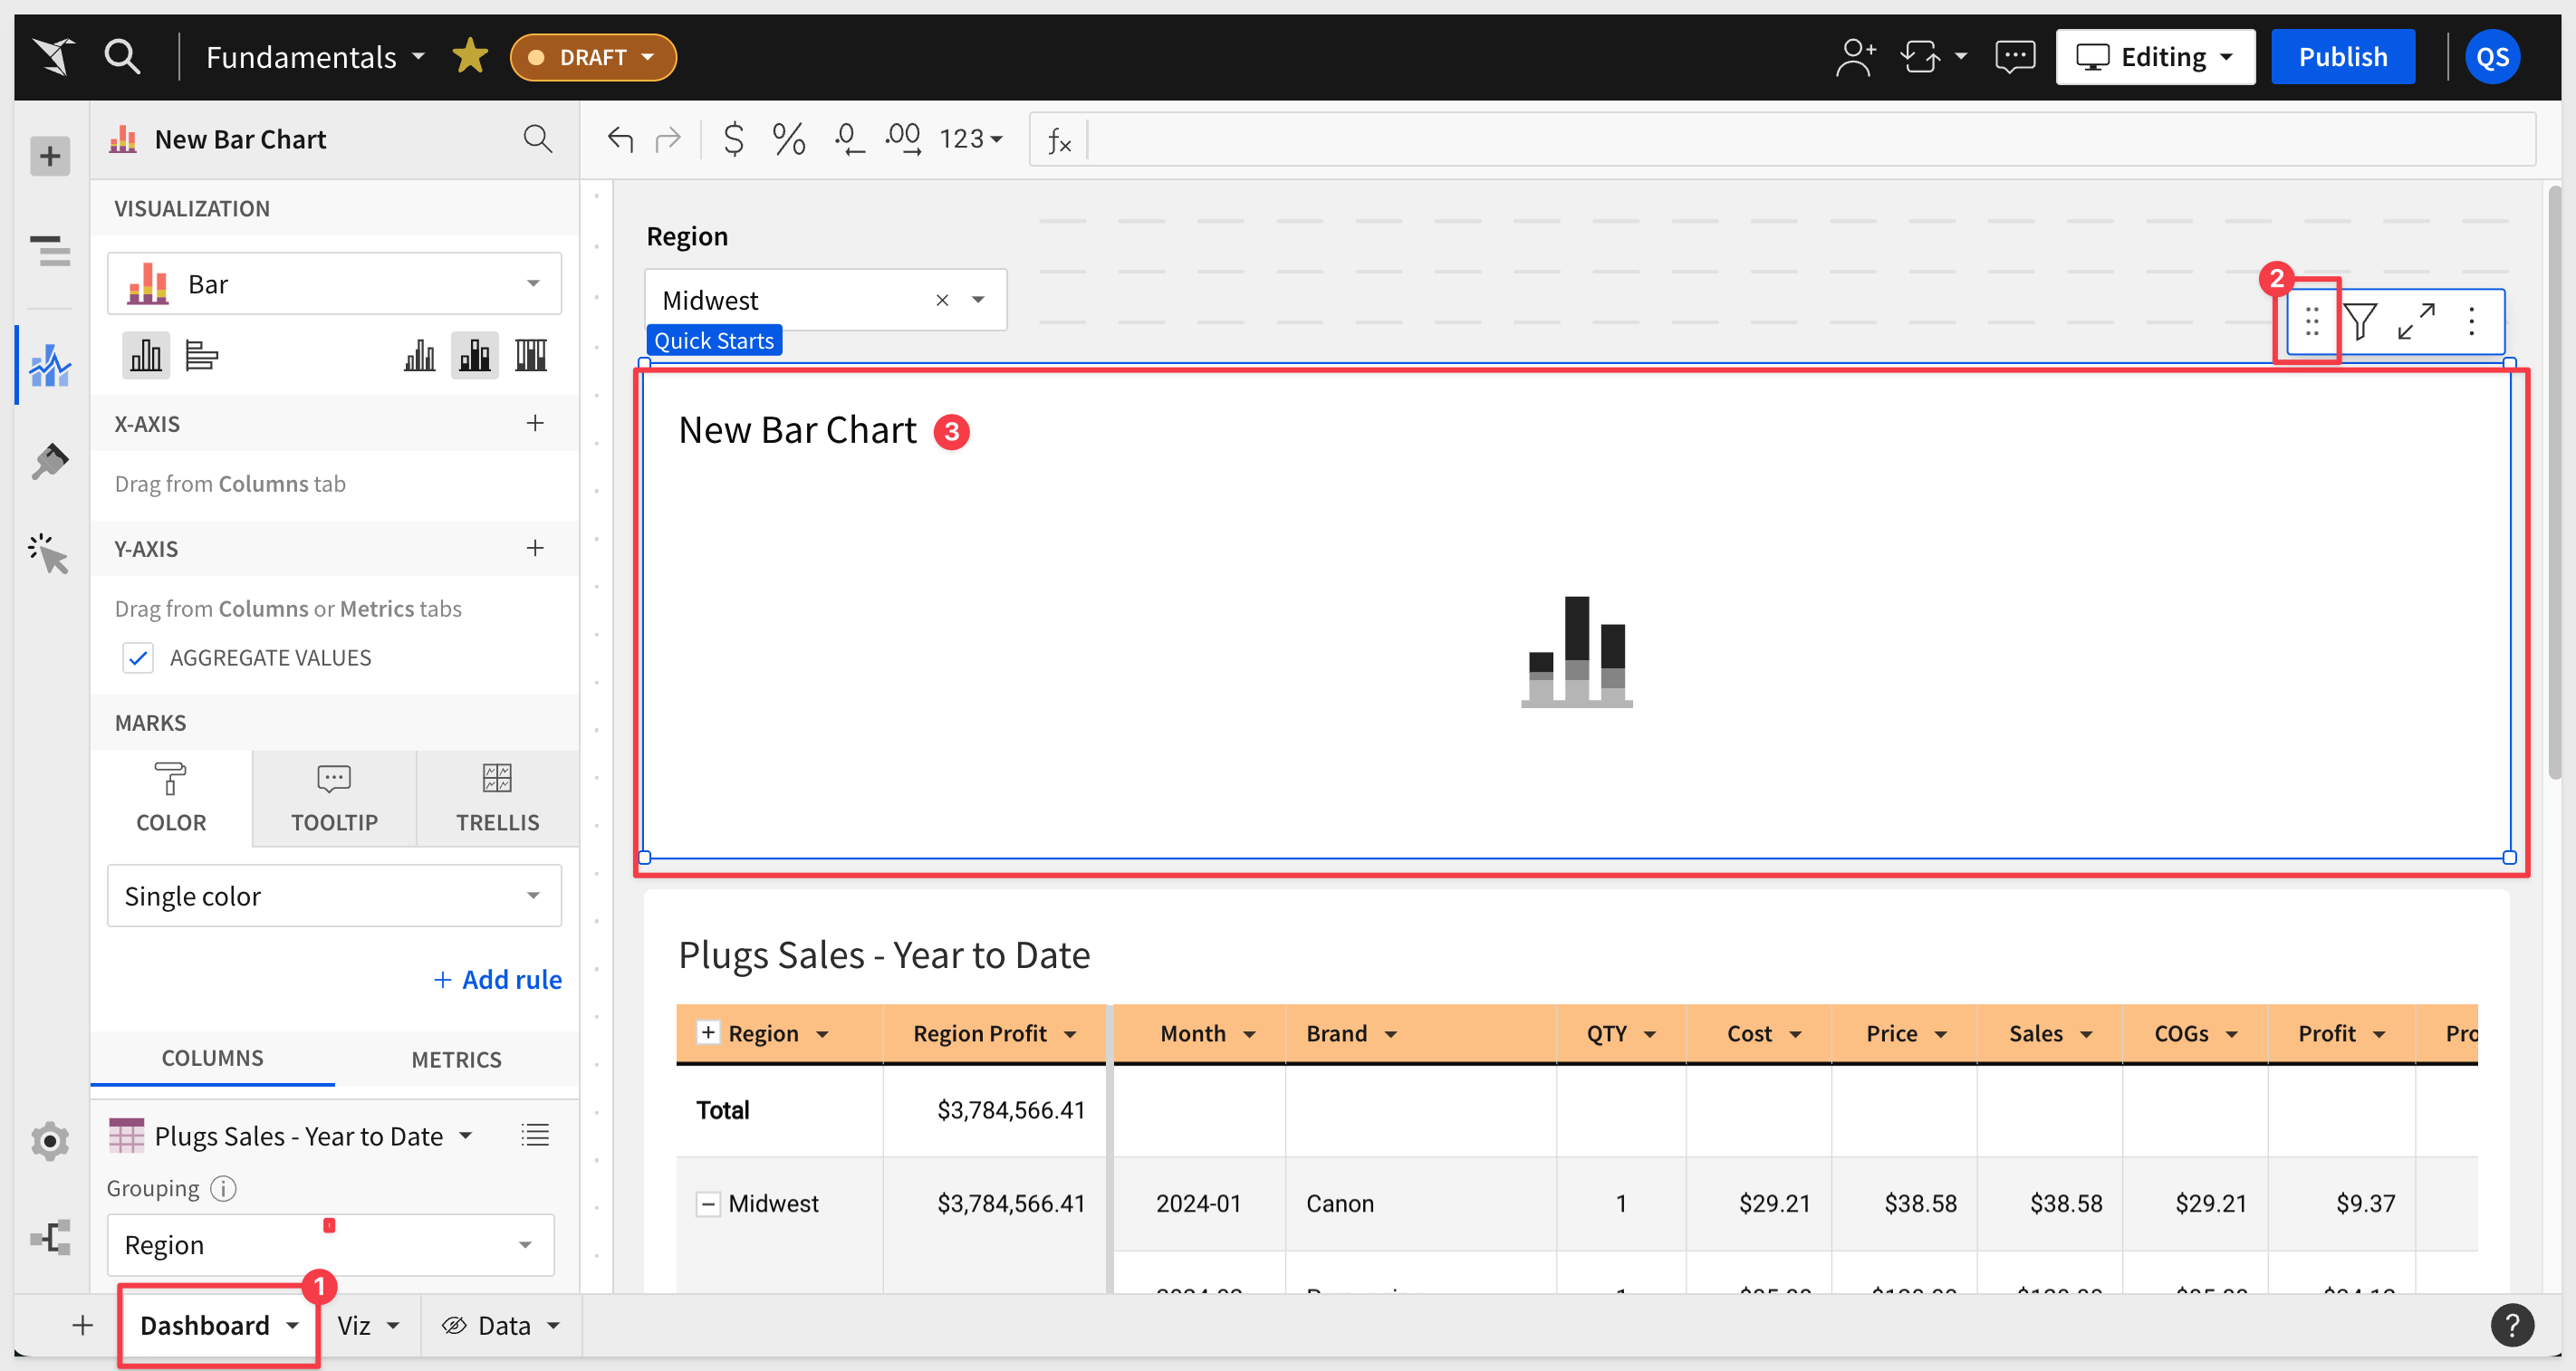 Fundamentals
DRAFT
Editing
Publish
QS
New Bar Chart
123
fx
VISUALIZATION
Bar
X-AXIS
Drag from Columns tab
Y-AXIS
Drag from Columns or Metrics tabs
AGGREGATE VALUES
MARKS
COLOR
TOOLTIP
TRELLIS
Single color
+ Add rule
COLUMNS
METRICS
Plugs Sales - Year to Date
Grouping
Region
Region
Midwest
Quick Starts
2
New Bar Chart 3
Plugs Sales - Year to Date
Region Region Profit Month Brand QTY Cost Price Sales COGs Profit Pro
Total $3,784,566.41
Midwest $3,784,566.41 2024-01 Canon 1 $29.21 $38.58 $38.58 $29.21 $9.37
1
Dashboard
Viz
Data
?